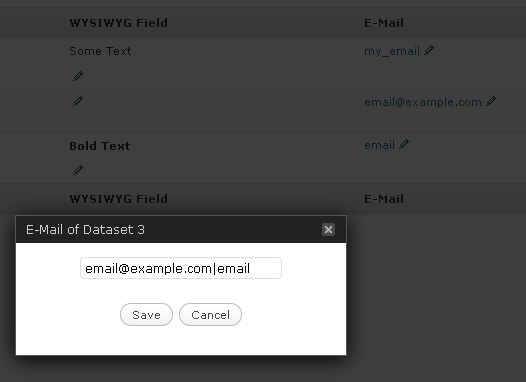 WYSIWYG Field E-Mail
Some Text my_email
email@example.com
Bold Text email
WYSIWYG Field E-Mail
E-Mail of Dataset 3
email@example.com|email
Save Cancel